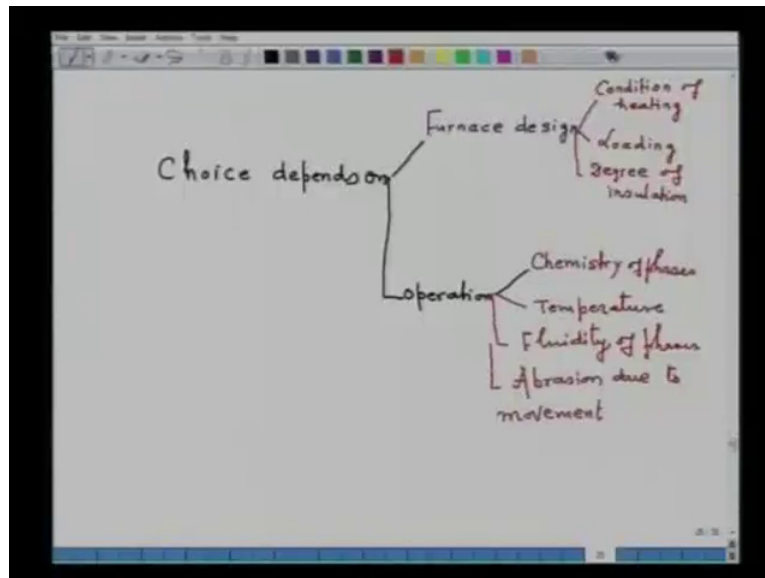 Condition of
heating
Furnace design
Loading
Choice depends on
Degree of
insulation
Chemistry of phases
operation
Temperature
Fluidity of phases
Abrasion due to
movement